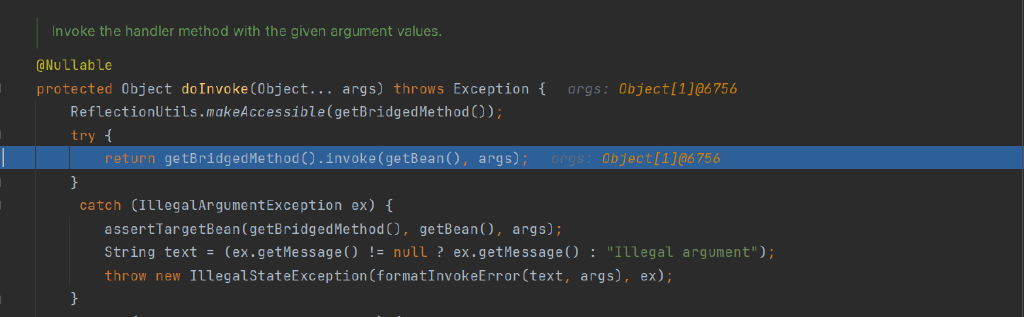 Invoke the handler method with the given argument values.
@Nullable
protected Object doInvoke(Object... args) throws Exception {   args: Object[1]@6756
ReflectionUtils.makeAccessible(getBridgedMethod());
try {
return getBridgedMethod().invoke(getBean(), args);   args: Object[1]@6756
}
catch (IllegalArgumentException ex) {
assertTargetBean(getBridgedMethod(), getBean(), args);
String text = (ex.getMessage() != null ? ex.getMessage() : "Illegal argument");
throw new IllegalStateException(formatInvokeError(text, args), ex);
}